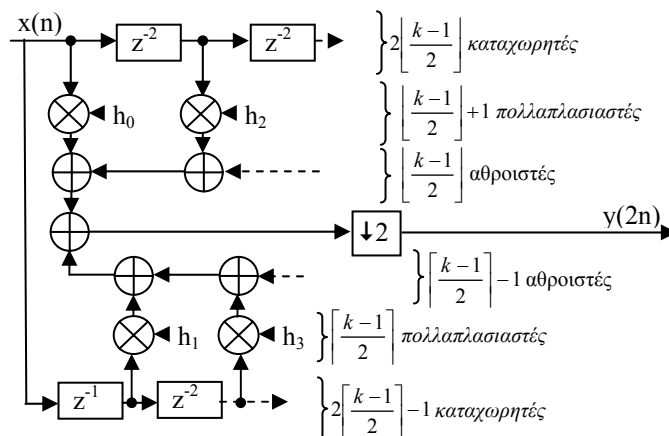 x(n)
z⁻² z⁻² } 2⌊(k−1)/2⌋ καταχωρητές
h₀ h₂ } ⌊(k−1)/2⌋+1 πολλαπλασιαστές
} ⌊(k−1)/2⌋ αθροιστές
↓2 y(2n)
} ⌈(k−1)/2⌉−1 αθροιστές
h₁ h₃ } ⌈(k−1)/2⌉ πολλαπλασιαστές
z⁻¹ z⁻² } 2⌈(k−1)/2⌉−1 καταχωρητές